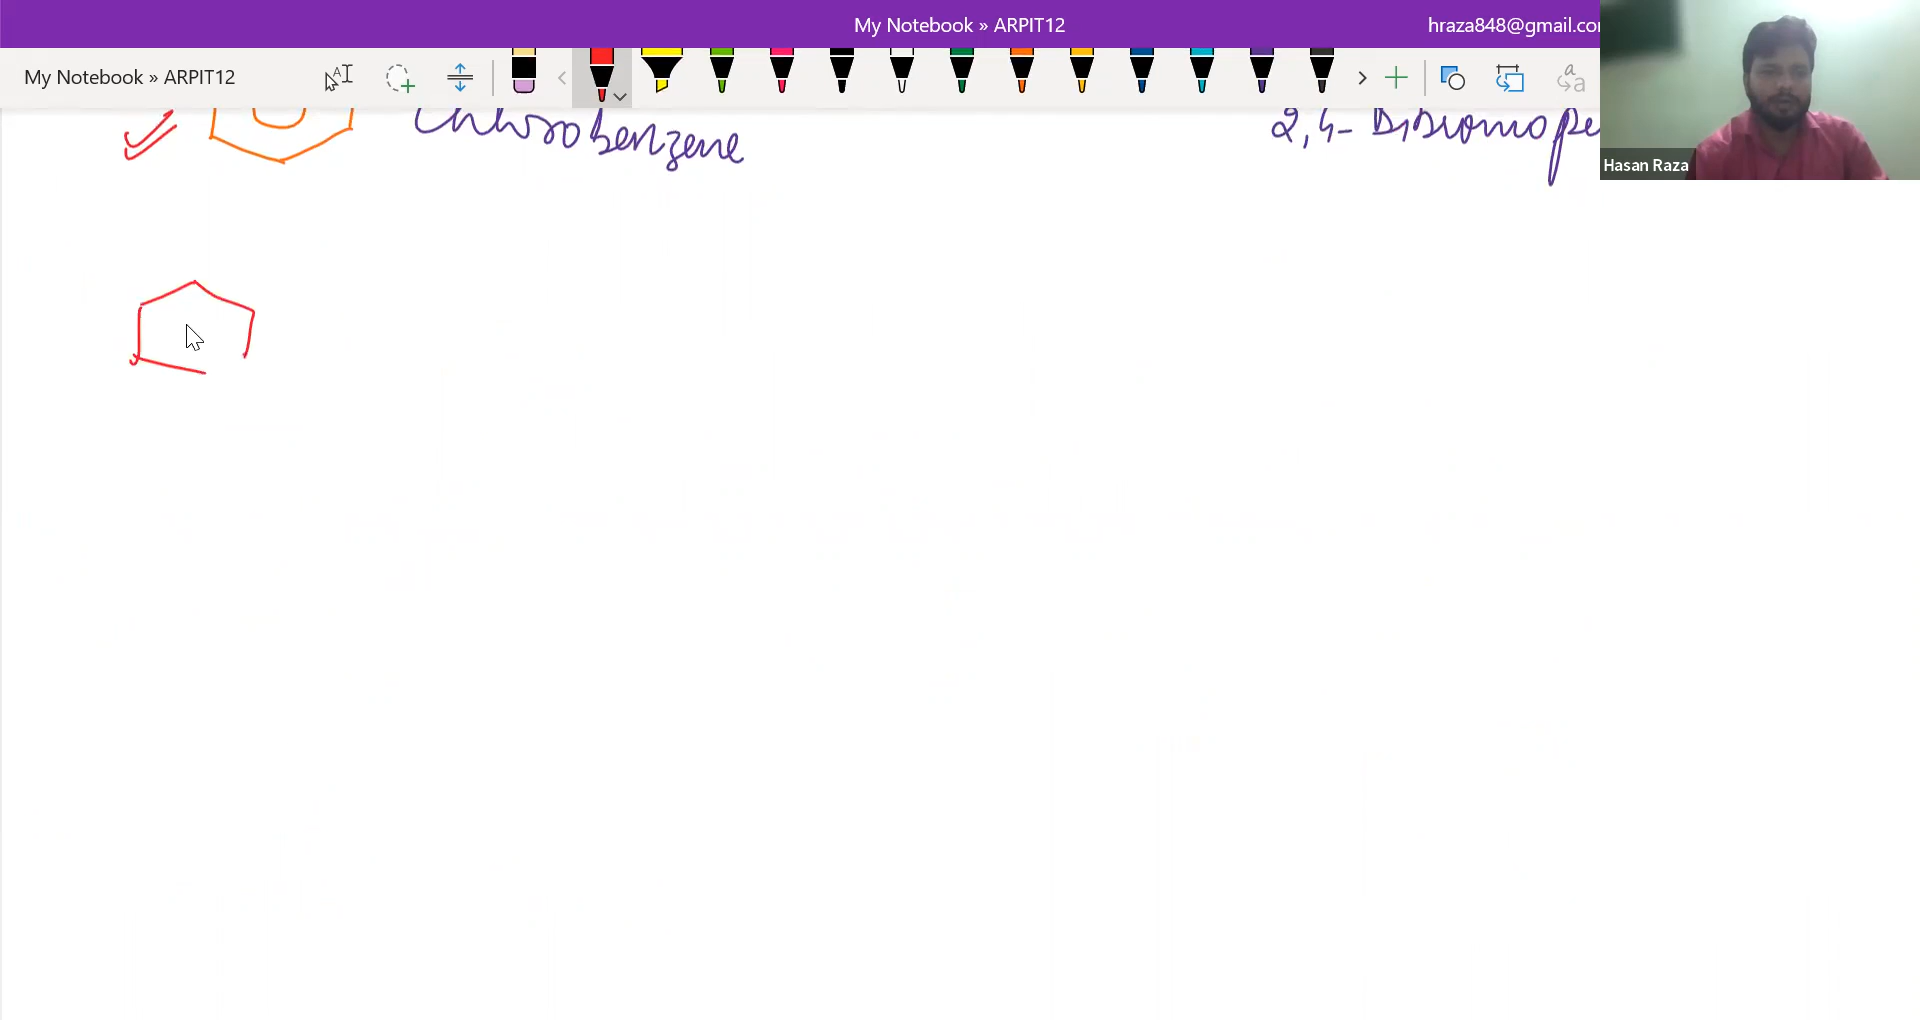 My Notebook » ARPIT12
hraza848@gmail.co
My Notebook » ARPIT12
Chlorobenzene
2,4- DiBromo
Hasan Raza